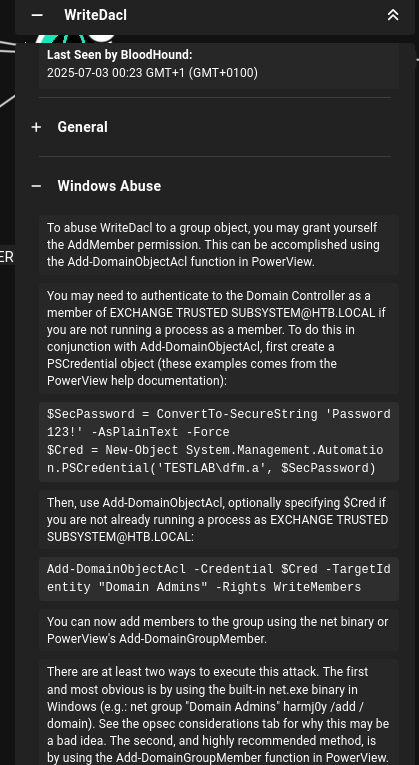 WriteDacl
Last Seen by BloodHound:
2025-07-03 00:23 GMT+1 (GMT+0100)
General
Windows Abuse
To abuse WriteDacl to a group object, you may grant yourself
the AddMember permission. This can be accomplished using
the Add-DomainObjectAcl function in PowerView.
ER
You may need to authenticate to the Domain Controller as a
member of EXCHANGE TRUSTED SUBSYSTEM@HTB.LOCAL if
you are not running a process as a member. To do this in
conjunction with Add-DomainObjectAcl, first create a
PSCredential object (these examples comes from the
PowerView help documentation):
$SecPassword = ConvertTo-SecureString 'Password
123!' -AsPlainText -Force
$Cred = New-Object System.Management.Automatio
n.PSCredential('TESTLAB\dfm.a', $SecPassword)
Then, use Add-DomainObjectAcl, optionally specifying $Cred if
you are not already running a process as EXCHANGE TRUSTED
SUBSYSTEM@HTB.LOCAL:
Add-DomainObjectAcl -Credential $Cred -TargetId
entity "Domain Admins" -Rights WriteMembers
You can now add members to the group using the net binary or
PowerView's Add-DomainGroupMember.
There are at least two ways to execute this attack. The first
and most obvious is by using the built-in net.exe binary in
Windows (e.g.: net group "Domain Admins" harmj0y /add /
domain). See the opsec considerations tab for why this may be
a bad idea. The second, and highly recommended method, is
by using the Add-DomainGroupMember function in PowerView.